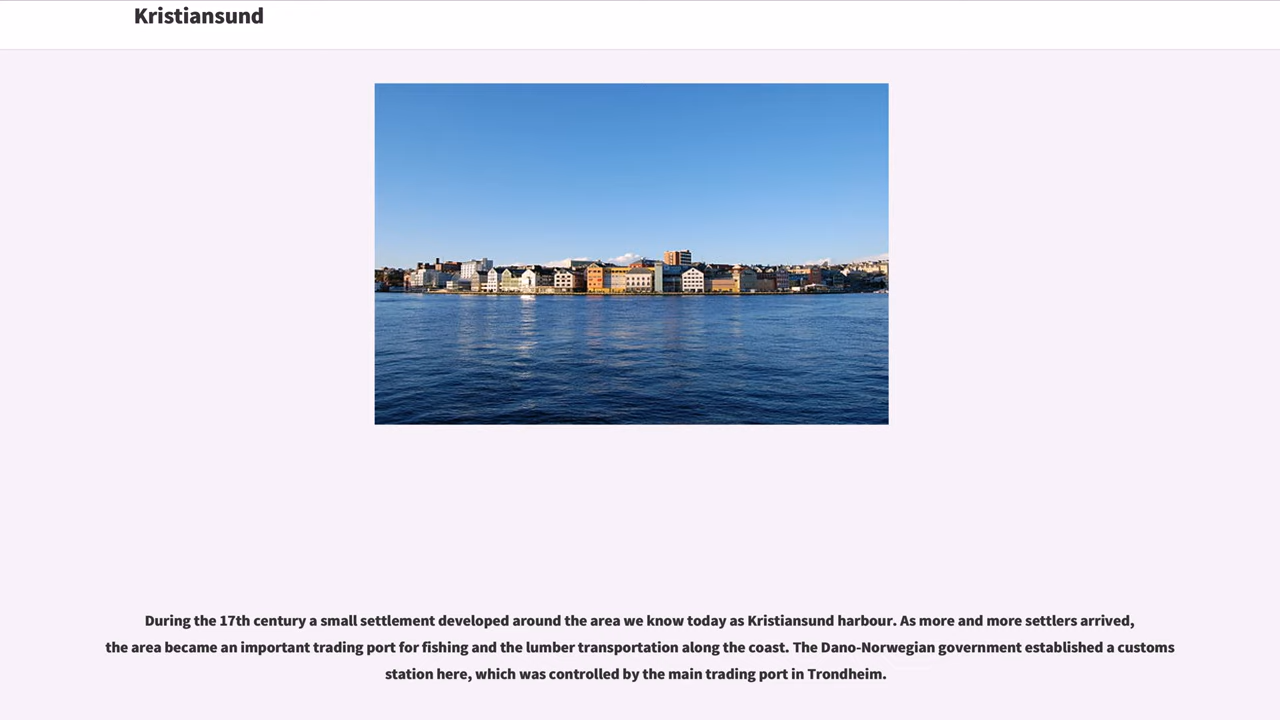 Kristiansund
During the 17th century a small settlement developed around the area we know today as Kristiansund harbour. As more and more settlers arrived,
the area became an important trading port for fishing and the lumber transportation along the coast. The Dano-Norwegian government established a customs
station here, which was controlled by the main trading port in Trondheim.